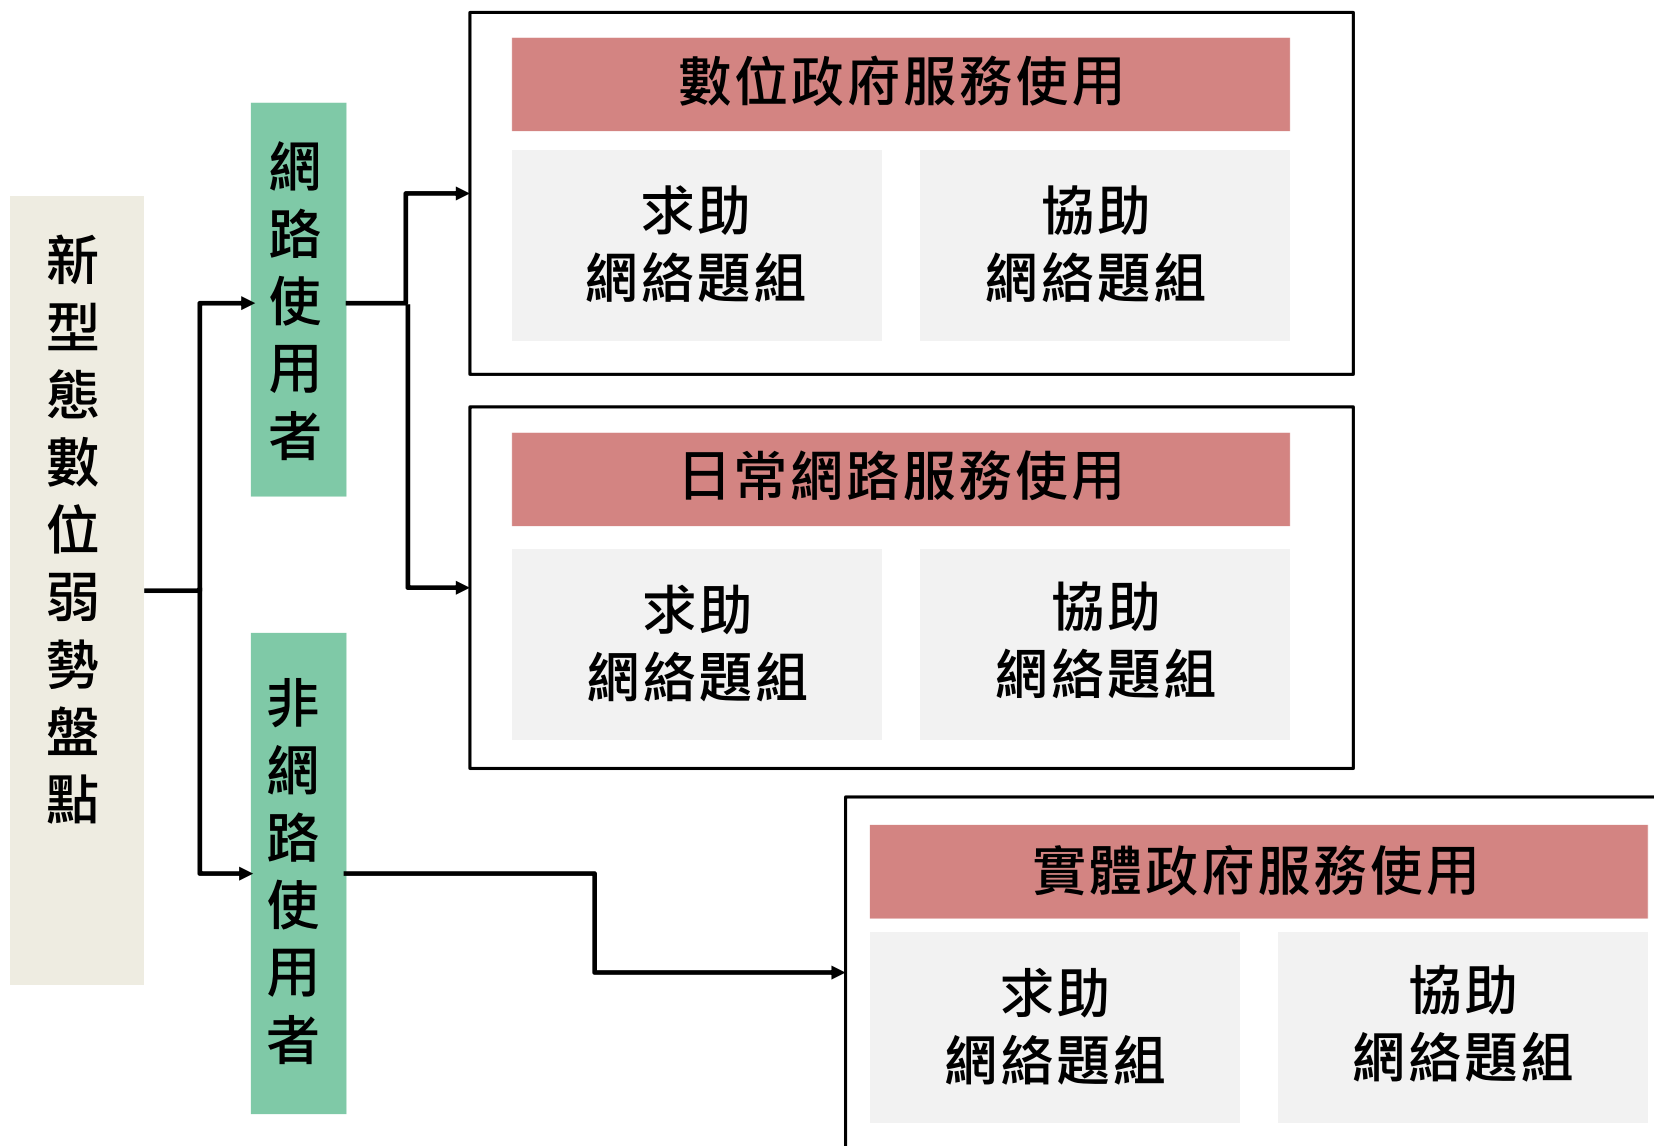 新型態數位弱勢盤點
網路使用者
數位政府服務使用
求助
網絡題組
協助
網絡題組
日常網路服務使用
求助
網絡題組
協助
網絡題組
非網路使用者
實體政府服務使用
求助
網絡題組
協助
網絡題組